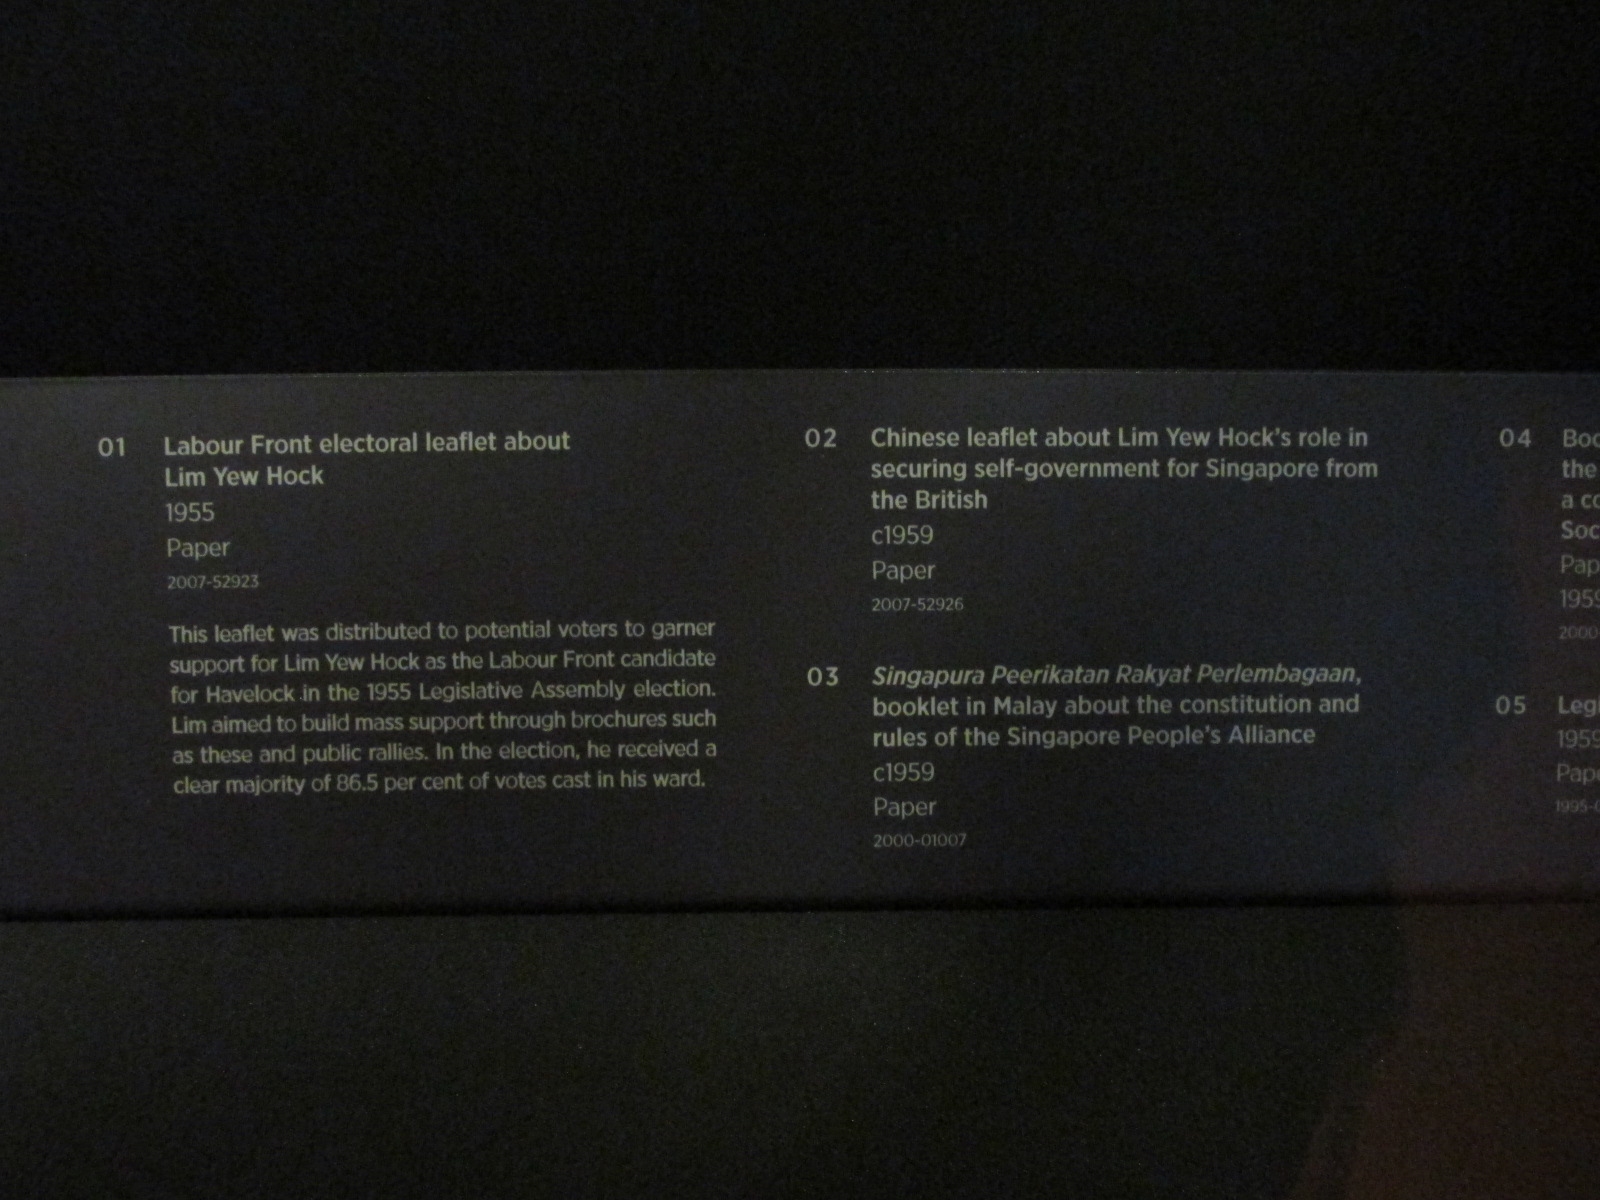 01
Labour Front electoral leaflet about
Lim Yew Hock
1955
Paper
2007-52923
This leaflet was distributed to potential voters to garner
support for Lim Yew Hock as the Labour Front candidate
for Havelock in the 1955 Legislative Assembly election.
Lim aimed to build mass support through brochures such
as these and public rallies. In the election, he received a
clear majority of 86.5 per cent of votes cast in his ward.
02
Chinese leaflet about Lim Yew Hock's role in
securing self-government for Singapore from
the British
c1959
Paper
2007-52926
03
Singapura Peerikatan Rakyat Perlembagaan,
booklet in Malay about the constitution and
rules of the Singapore People's Alliance
c1959
Paper
2000-01007
04
the
a
05